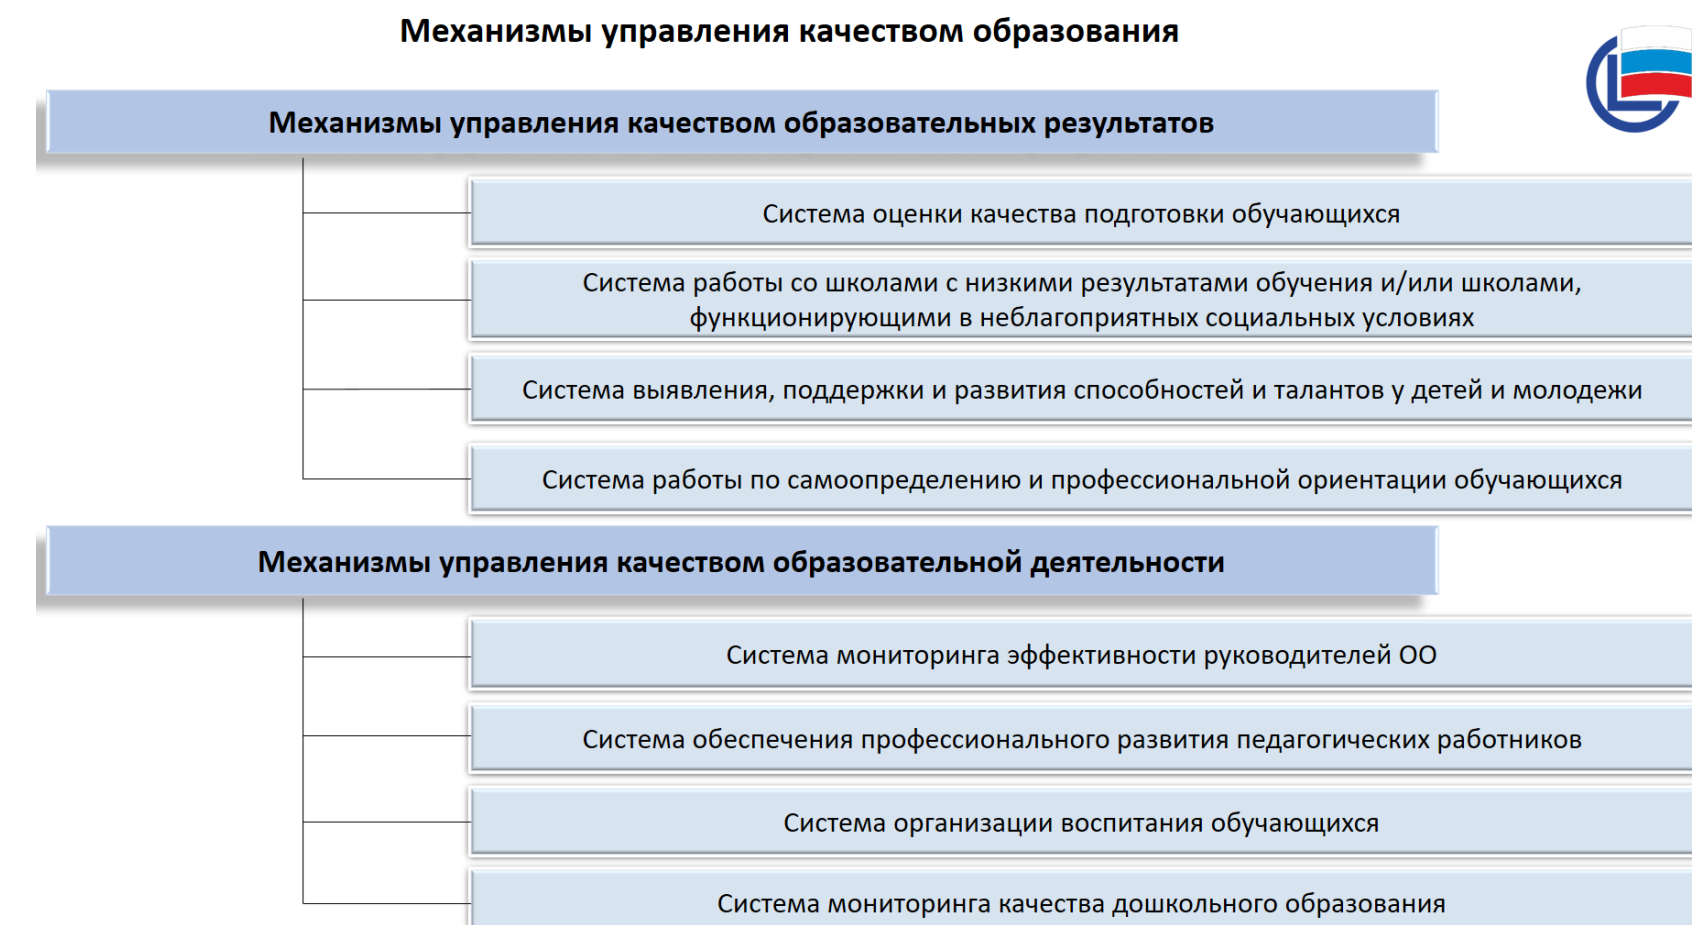 Механизмы управления качеством образования
Механизмы управления качеством образовательных результатов
Система оценки качества подготовки обучающихся
Система работы со школами с низкими результатами обучения и/или школами,
функционирующими в неблагоприятных социальных условиях
Система выявления, поддержки и развития способностей и талантов у детей и молодежи
Система работы по самоопределению и профессиональной ориентации обучающихся
Механизмы управления качеством образовательной деятельности
Система мониторинга эффективности руководителей ОО
Система обеспечения профессионального развития педагогических работников
Система организации воспитания обучающихся
Система мониторинга качества дошкольного образования